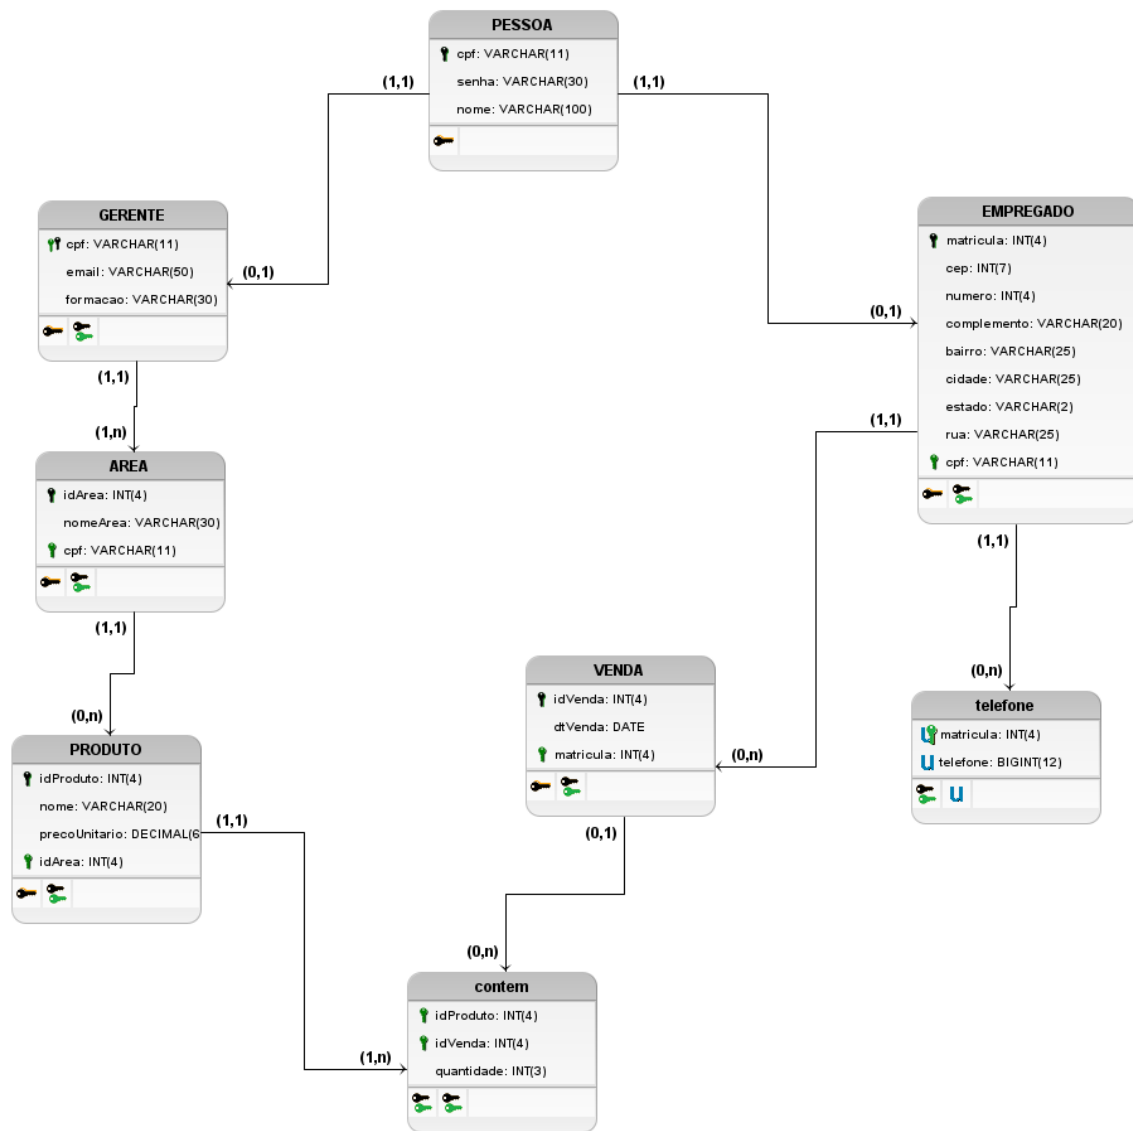 PESSOA
cpf: VARCHAR(11)
senha: VARCHAR(30)
nome: VARCHAR(100)
(1,1)
(1,1)
GERENTE
cpf: VARCHAR(11)
email: VARCHAR(50)
formacao: VARCHAR(30)
(0,1)
(1,1)
EMPREGADO
matricula: INT(4)
cep: INT(7)
numero: INT(4)
complemento: VARCHAR(20)
bairro: VARCHAR(25)
cidade: VARCHAR(25)
estado: VARCHAR(2)
rua: VARCHAR(25)
cpf: VARCHAR(11)
(0,1)
(1,1)
(1,1)
(1,n)
AREA
idArea: INT(4)
nomeArea: VARCHAR(30)
cpf: VARCHAR(11)
(1,1)
(0,n)
PRODUTO
idProduto: INT(4)
nome: VARCHAR(20)
precoUnitario: DECIMAL(6
idArea: INT(4)
(1,1)
VENDA
idVenda: INT(4)
dtVenda: DATE
matricula: INT(4)
(0,n)
(0,1)
(0,n)
telefone
u matricula: INT(4)
u telefone: BIGINT(12)
u
(0,n)
contem
idProduto: INT(4)
idVenda: INT(4)
quantidade: INT(3)
(1,n)